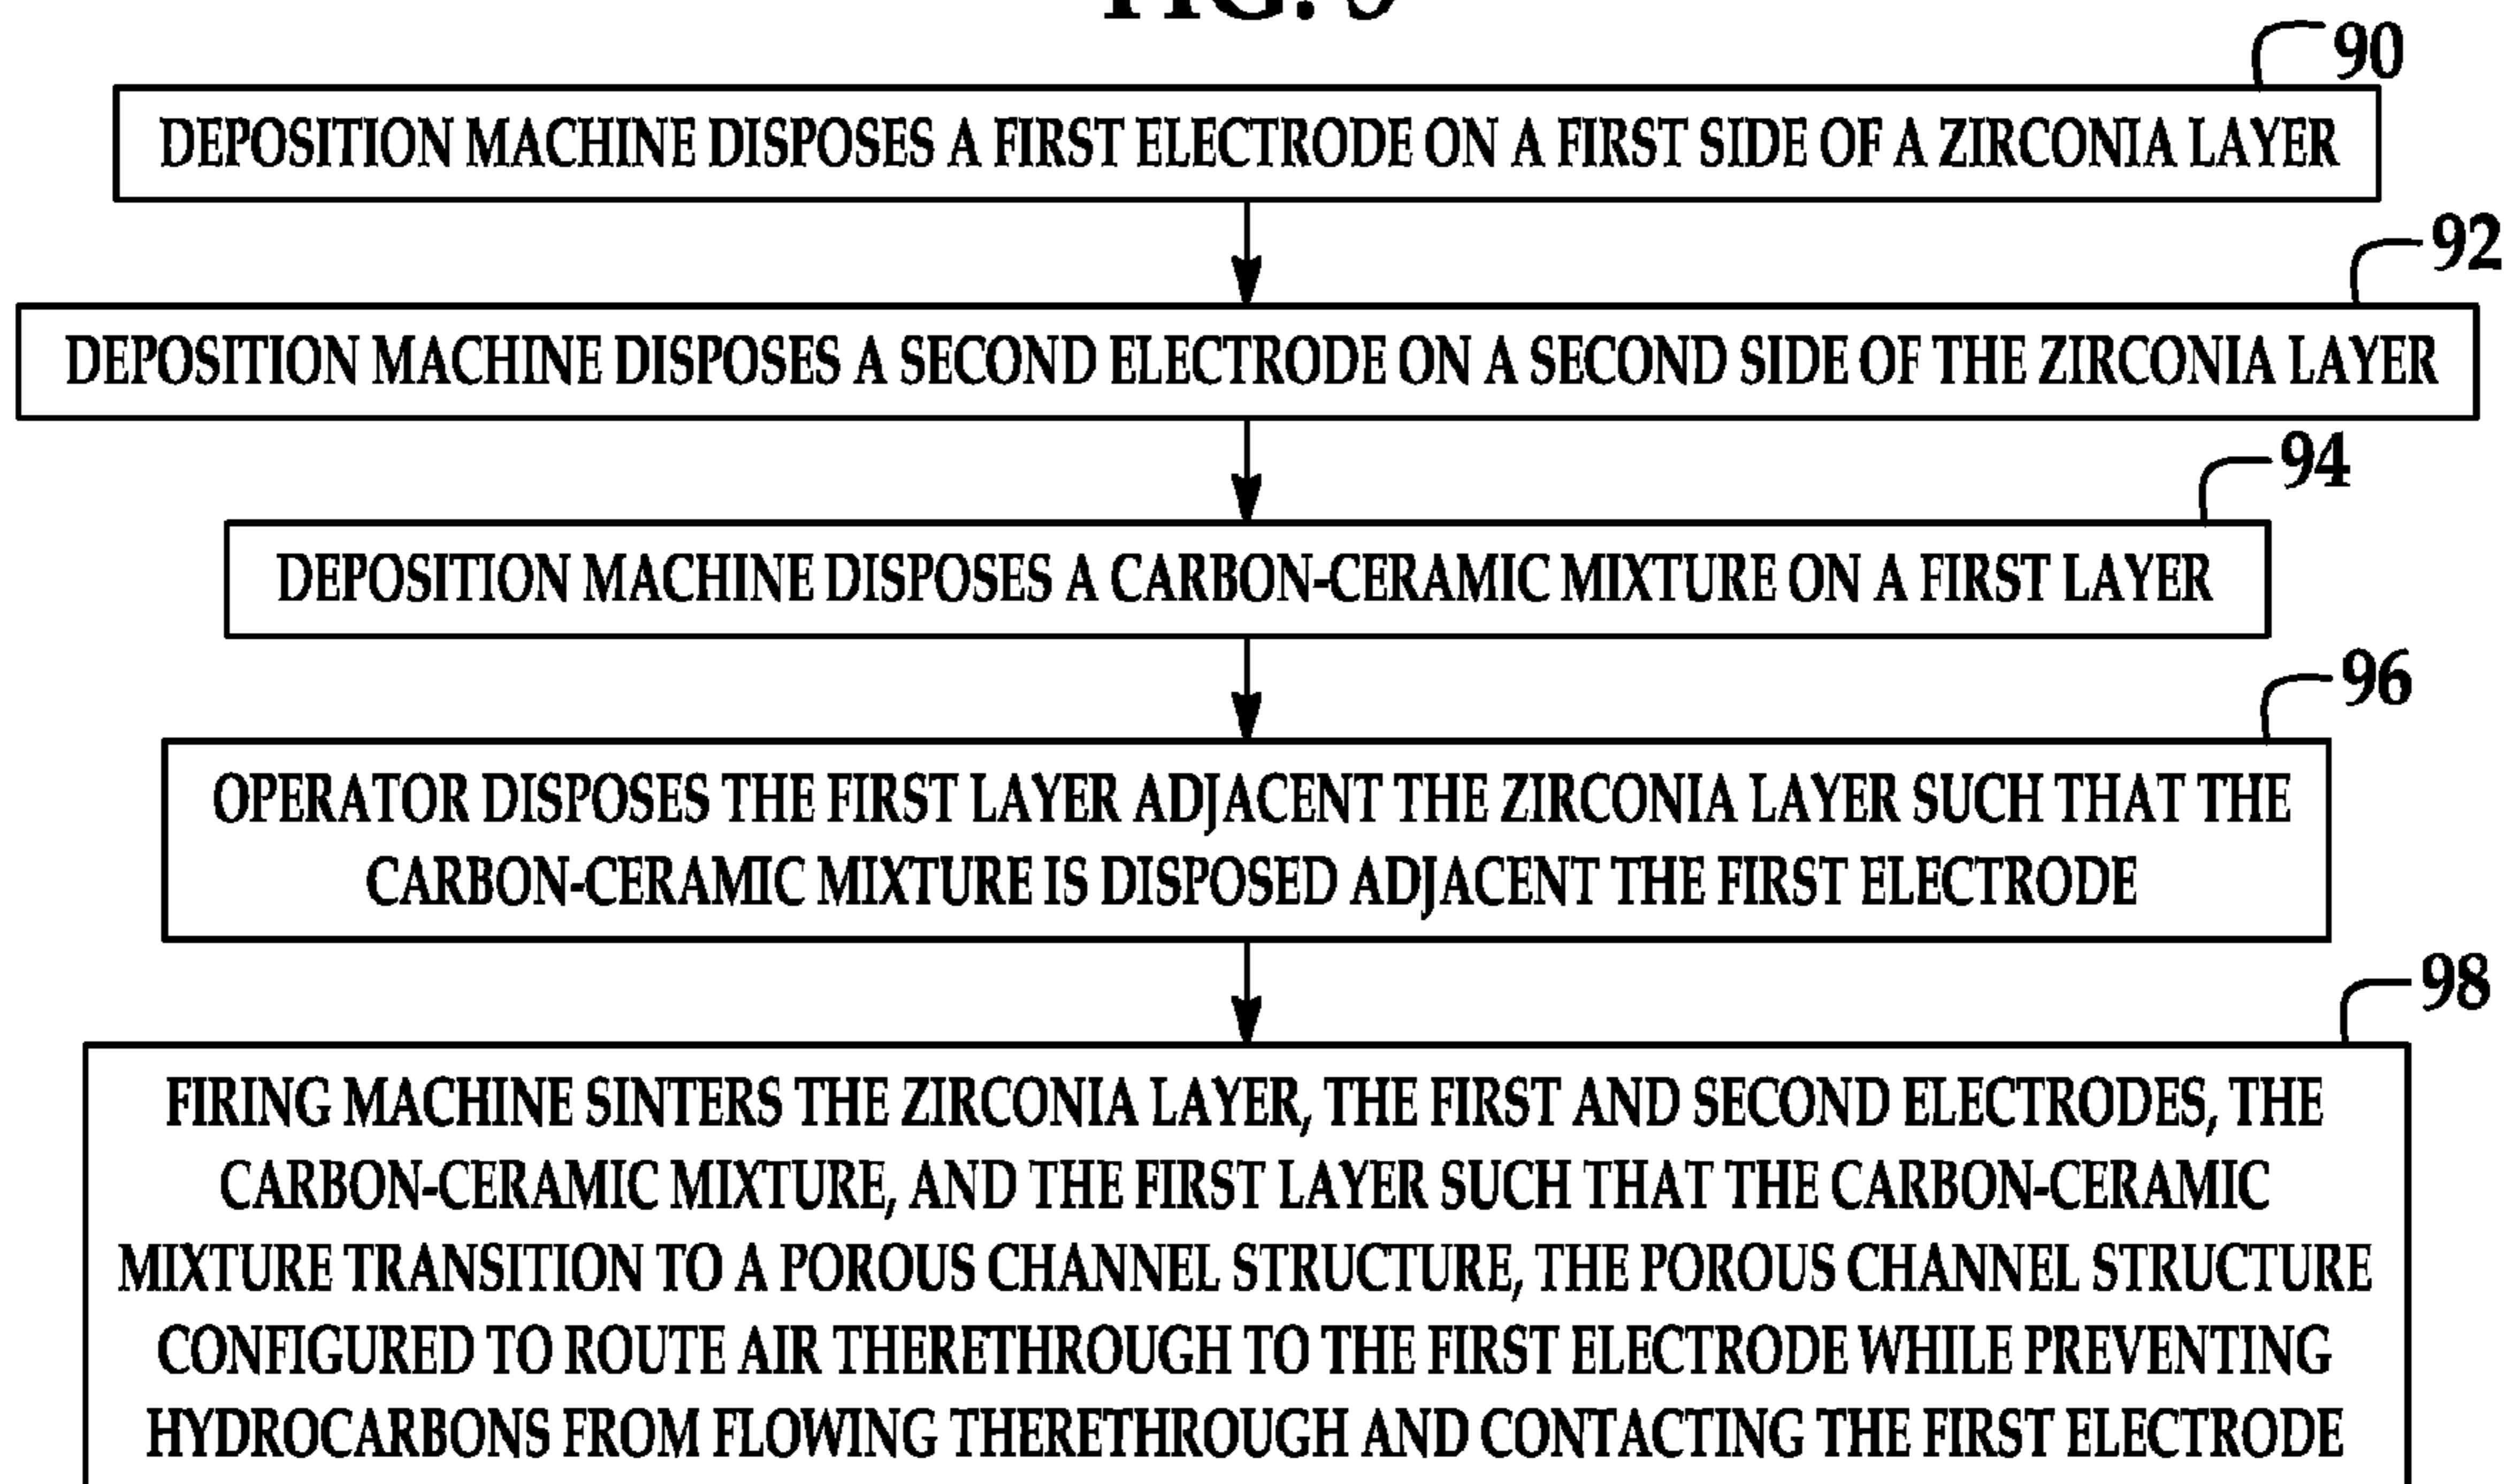 90
DEPOSITION MACHINE DISPOSES A FIRST ELECTRODE ON A FIRST SIDE OF A ZIRCONIA LAYER
92
DEPOSITION MACHINE DISPOSES A SECOND ELECTRODE ON A SECOND SIDE OF THE ZIRCONIA LAYER
94
DEPOSITION MACHINE DISPOSES A CARBON-CERAMIC MIXTURE ON A FIRST LAYER
96
OPERATOR DISPOSES THE FIRST LAYER ADJACENT THE ZIRCONIA LAYER SUCH THAT THE
CARBON-CERAMIC MIXTURE IS DISPOSED ADJACENT THE FIRST ELECTRODE
98
FIRING MACHINE SINTERS THE ZIRCONIA LAYER, THE FIRST AND SECOND ELECTRODES, THE
CARBON-CERAMIC MIXTURE, AND THE FIRST LAYER SUCH THAT THE CARBON-CERAMIC
MIXTURE TRANSITION TO A POROUS CHANNEL STRUCTURE, THE POROUS CHANNEL STRUCTURE
CONFIGURED TO ROUTE AIR THERETHROUGH TO THE FIRST ELECTRODE WHILE PREVENTING
HYDROCARBONS FROM FLOWING THERETHROUGH AND CONTACTING THE FIRST ELECTRODE